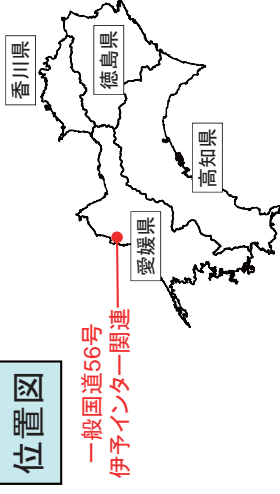 位置図
香川県
徳島県
高知県
愛媛県
一般国道56号
伊予インター関連